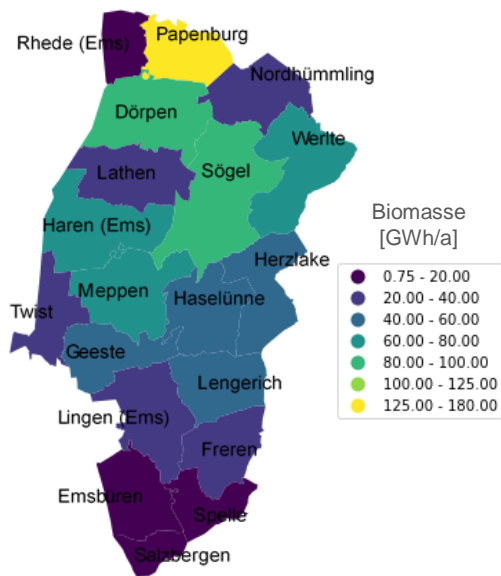 Rhede (Ems)
Papenburg
Nordhümmling
Dörpen
Werlte
Lathen
Sögel
Haren (Ems)
Herzlake
Meppen
Haselünne
Twist
Geeste
Lengerich
Lingen (Ems)
Freren
Emsbüren
Spelle
Salzbergen
Biomasse
[GWh/a]
0.75 - 20.00
20.00 - 40.00
40.00 - 60.00
60.00 - 80.00
80.00 - 100.00
100.00 - 125.00
125.00 - 180.00